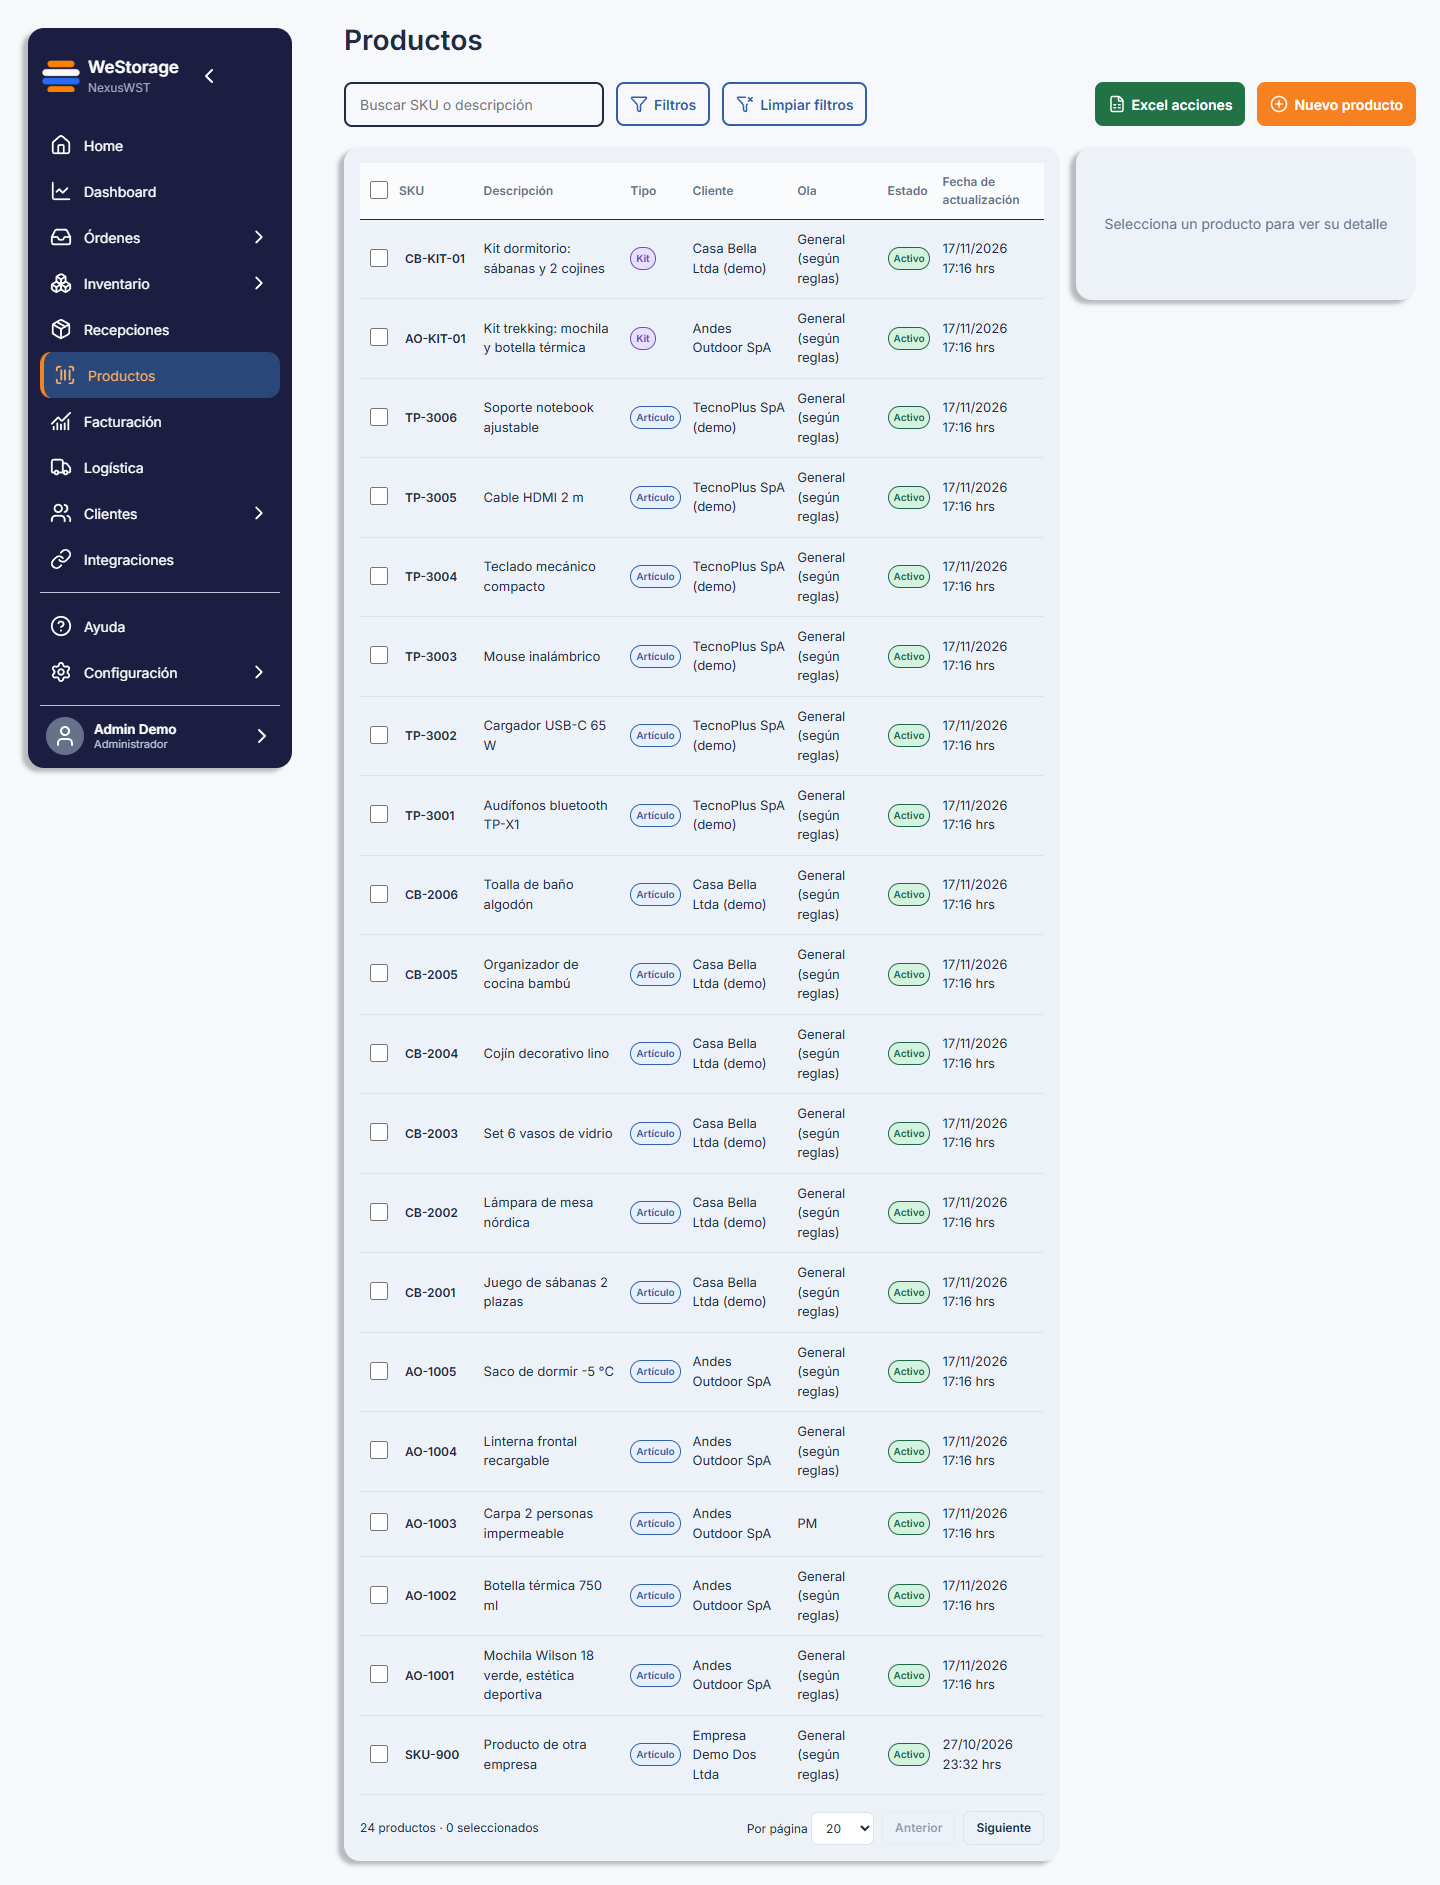 WeStorage
NexusWST
Home
Dashboard
Órdenes
Inventario
Recepciones
Productos
Facturación
Logística
Clientes
Integraciones
Ayuda
Configuración
Admin Demo
Administrador
Productos
Buscar SKU o descripción
Filtros
Limpiar filtros
Excel acciones
Nuevo producto
SKU Descripción Tipo Cliente Ola Estado Fecha de
actualización
CB-KIT-01 Kit dormitorio: sábanas y 2 cojines Kit Casa Bella Ltda (demo) General (según reglas) Activo 17/11/2026 17:16 hrs
AO-KIT-01 Kit trekking: mochila y botella térmica Kit Andes Outdoor SpA General (según reglas) Activo 17/11/2026 17:16 hrs
TP-3006 Soporte notebook ajustable Artículo TecnoPlus SpA (demo) General (según reglas) Activo 17/11/2026 17:16 hrs
TP-3005 Cable HDMI 2 m Artículo TecnoPlus SpA (demo) General (según reglas) Activo 17/11/2026 17:16 hrs
TP-3004 Teclado mecánico compacto Artículo TecnoPlus SpA (demo) General (según reglas) Activo 17/11/2026 17:16 hrs
TP-3003 Mouse inalámbrico Artículo TecnoPlus SpA (demo) General (según reglas) Activo 17/11/2026 17:16 hrs
TP-3002 Cargador USB-C 65 W Artículo TecnoPlus SpA (demo) General (según reglas) Activo 17/11/2026 17:16 hrs
TP-3001 Audífonos bluetooth TP-X1 Artículo TecnoPlus SpA (demo) General (según reglas) Activo 17/11/2026 17:16 hrs
CB-2006 Toalla de baño algodón Artículo Casa Bella Ltda (demo) General (según reglas) Activo 17/11/2026 17:16 hrs
CB-2005 Organizador de cocina bambú Artículo Casa Bella Ltda (demo) General (según reglas) Activo 17/11/2026 17:16 hrs
CB-2004 Cojín decorativo lino Artículo Casa Bella Ltda (demo) General (según reglas) Activo 17/11/2026 17:16 hrs
CB-2003 Set 6 vasos de vidrio Artículo Casa Bella Ltda (demo) General (según reglas) Activo 17/11/2026 17:16 hrs
CB-2002 Lámpara de mesa nórdica Artículo Casa Bella Ltda (demo) General (según reglas) Activo 17/11/2026 17:16 hrs
CB-2001 Juego de sábanas 2 plazas Artículo Casa Bella Ltda (demo) General (según reglas) Activo 17/11/2026 17:16 hrs
AO-1005 Saco de dormir -5 °C Artículo Andes Outdoor SpA General (según reglas) Activo 17/11/2026 17:16 hrs
AO-1004 Linterna frontal recargable Artículo Andes Outdoor SpA General (según reglas) Activo 17/11/2026 17:16 hrs
AO-1003 Carpa 2 personas impermeable Artículo Andes Outdoor SpA PM Activo 17/11/2026 17:16 hrs
AO-1002 Botella térmica 750 ml Artículo Andes Outdoor SpA General (según reglas) Activo 17/11/2026 17:16 hrs
AO-1001 Mochila Wilson 18 verde, estética deportiva Artículo Andes Outdoor SpA General (según reglas) Activo 17/11/2026 17:16 hrs
SKU-900 Producto de otra empresa Artículo Empresa Demo Dos Ltda General (según reglas) Activo 27/10/2026 23:32 hrs
24 productos · 0 seleccionados
Por página 20 Anterior Siguiente
Selecciona un producto para ver su detalle